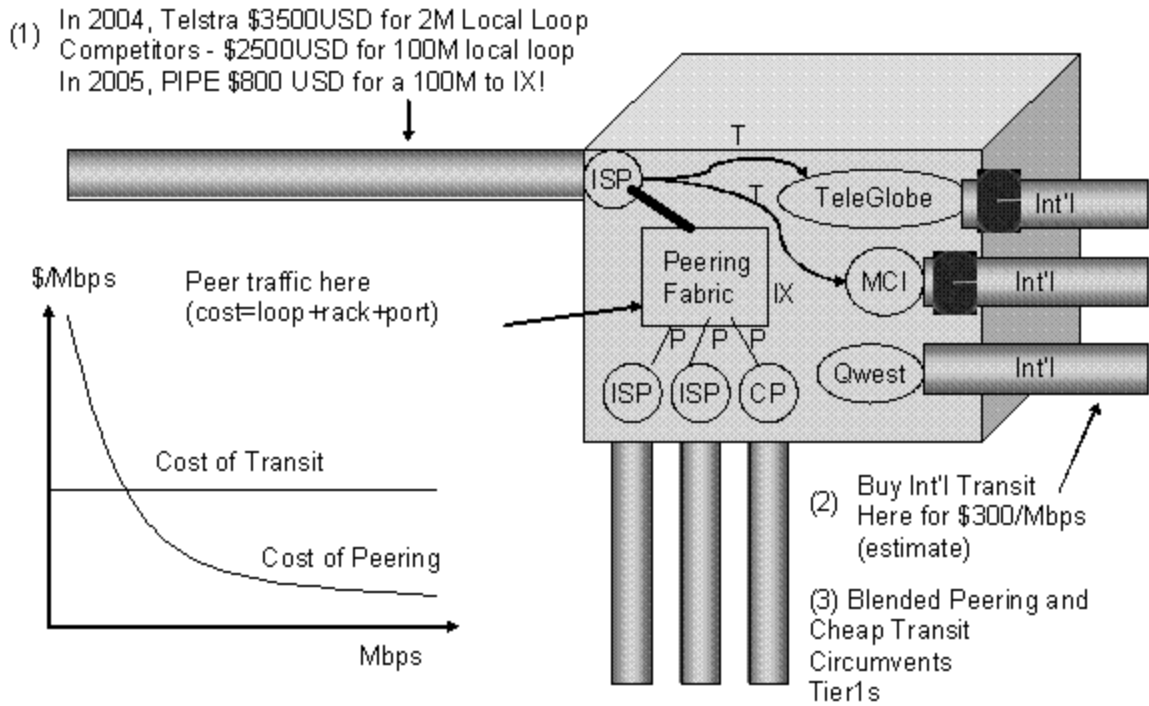 (1) In 2004, Telstra $3500USD for 2M Local Loop
Competitors - $2500USD for 100M local loop
In 2005, PIPE $800 USD for a 100M to IX!
T
ISP
T
TeleGlobe
Int'l
Peering
Fabric
IX
MCI
Int'l
P
P
P
ISP
ISP
CP
Qwest
Int'l
$/Mbps
Peer traffic here
(cost=loop+rack+port)
Cost of Transit
Cost of Peering
Mbps
(2) Buy Int'l Transit
Here for $300/Mbps
(estimate)
(3) Blended Peering and
Cheap Transit
Circumvents
Tier1s